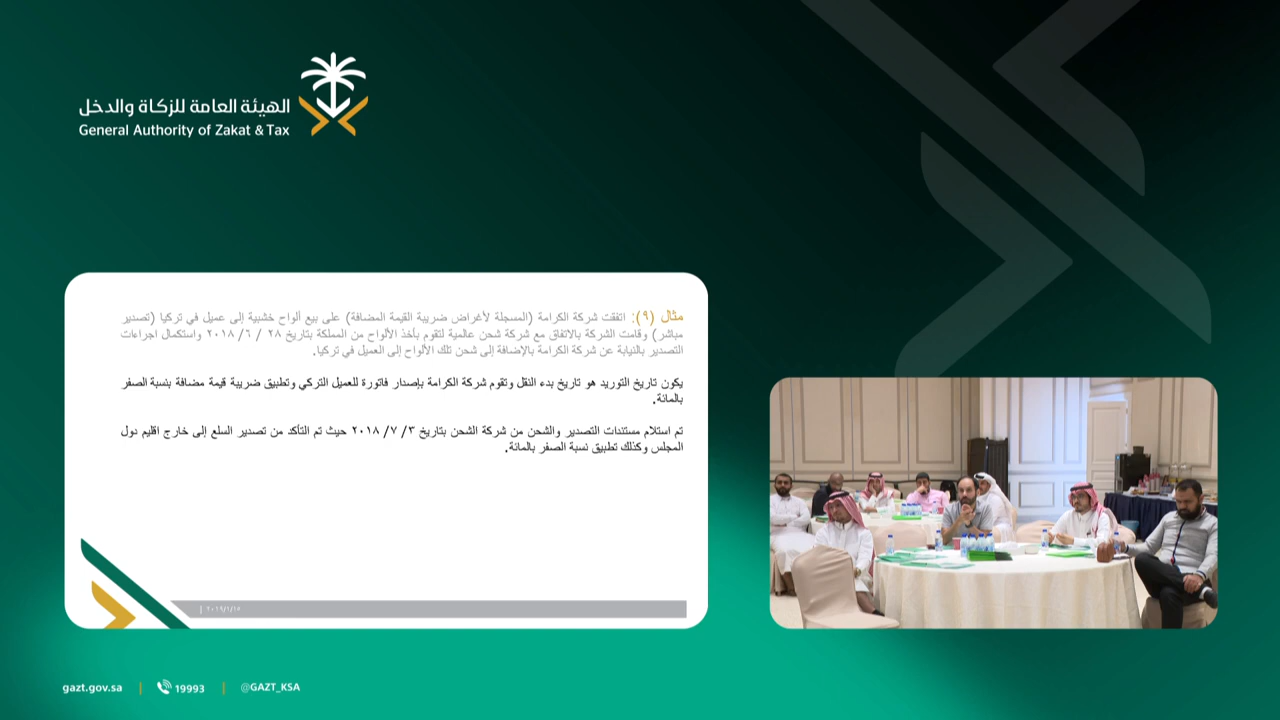 الهيئة العامة للزكاة والدخل
General Authority of Zakat & Tax
مثال (٩): اتفقت شركة الكرامة (المسجلة لأغراض ضريبة القيمة المضافة) على بيع ألواح خشبية إلى عميل في تركيا (تصدير
مباشر) وقامت الشركة بالاتفاق مع شركة شحن عالمية لتقوم بأخذ الألواح من المملكة بتاريخ ٢٨ / ٦/ ٢٠١٨ واستكمال اجراءات
التصدير بالنيابة عن شركة الكرامة بالإضافة إلى شحن تلك الألواح إلى العميل في تركيا.
يكون تاريخ التوريد هو تاريخ بدء النقل وتقوم شركة الكرامة بإصدار فاتورة للعميل التركي وتطبيق ضريبة قيمة مضافة بنسبة الصفر
بالمائة.
تم استلام مستندات التصدير والشحن من شركة الشحن بتاريخ ٣/ ٧/ ٢٠١٨ حيث تم التأكد من تصدير السلع إلى خارج اقليم دول
المجلس وكذلك تطبيق نسبة الصفر بالمائة.
gazt.gov.sa | 19993 | @GAZT_KSA